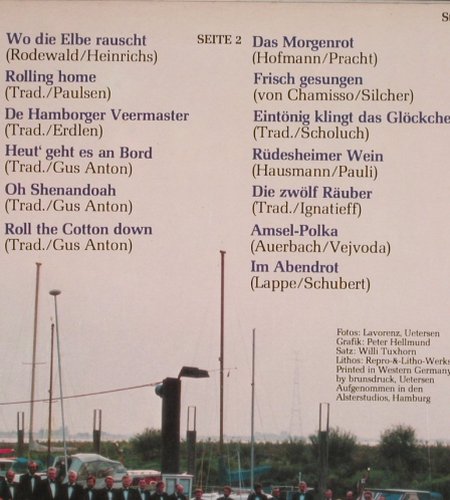 Wo die Elbe rauscht
(Rodewald/Heinrichs)
Rolling home
(Trad./Paulsen)
De Hamborger Veermaster
(Trad./Erdlen)
Heut' geht es an Bord
(Trad./Gus Anton)
Oh Shenandoah
(Trad./Gus Anton)
Roll the Cotton down
(Trad./Gus Anton)
SEITE 2
Das Morgenrot
(Hofmann/Pracht)
Frisch gesungen
(von Chamisso/Silcher)
Eintönig klingt das Glöckche
(Trad./Scholuch)
Rüdesheimer Wein
(Hausmann/Pauli)
Die zwölf Räuber
(Trad./Ignatieff)
Amsel-Polka
(Auerbach/Vejvoda)
Im Abendrot
(Lappe/Schubert)
Fotos: Lavorenz, Uetersen
Grafik: Peter Hellmund
Satz: Willi Tuxhorn
Lithos: Repro-&-Litho-Werks
Printed in Western Germany
by brunsdruck, Uetersen
Aufgenommen in den
Alsterstudios, Hamburg